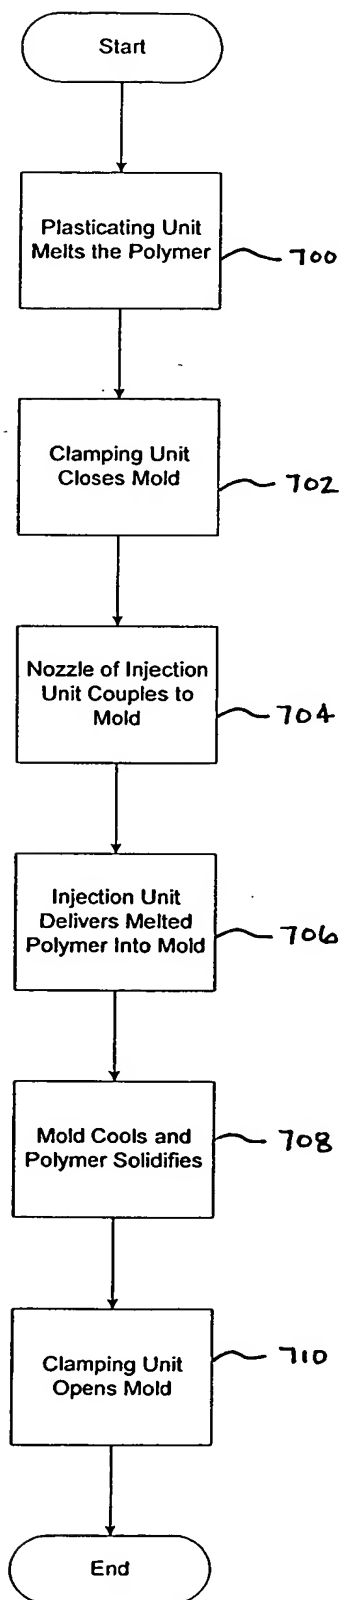 Start
Plasticating Unit
Melts the Polymer
700
Clamping Unit
Closes Mold
702
Nozzle of Injection
Unit Couples to
Mold
704
Injection Unit
Delivers Melted
Polymer Into Mold
706
Mold Cools and
Polymer Solidifies
708
Clamping Unit
Opens Mold
710
End